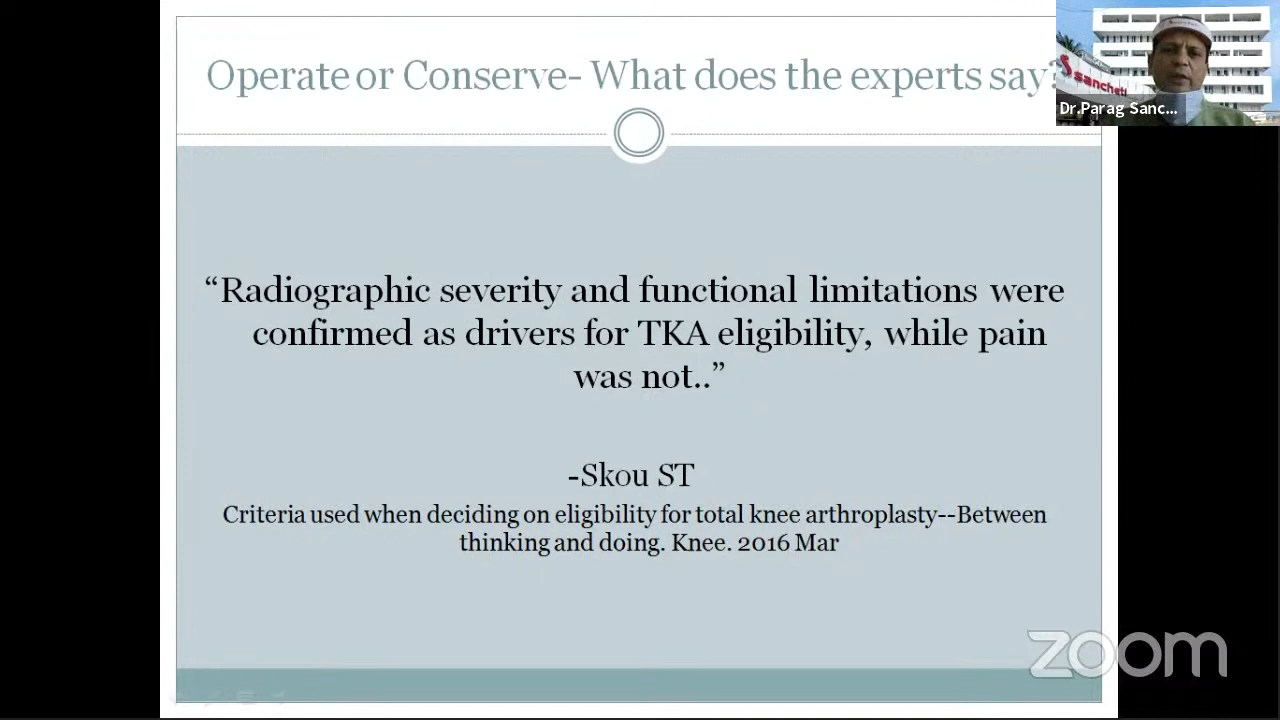 Operate or Conserve- What does the experts say?
Sancheti
Dr.Parag Sanc...
“Radiographic severity and functional limitations were
confirmed as drivers for TKA eligibility, while pain
was not..”
-Skou ST
Criteria used when deciding on eligibility for total knee arthroplasty--Between
thinking and doing. Knee. 2016 Mar
zoom